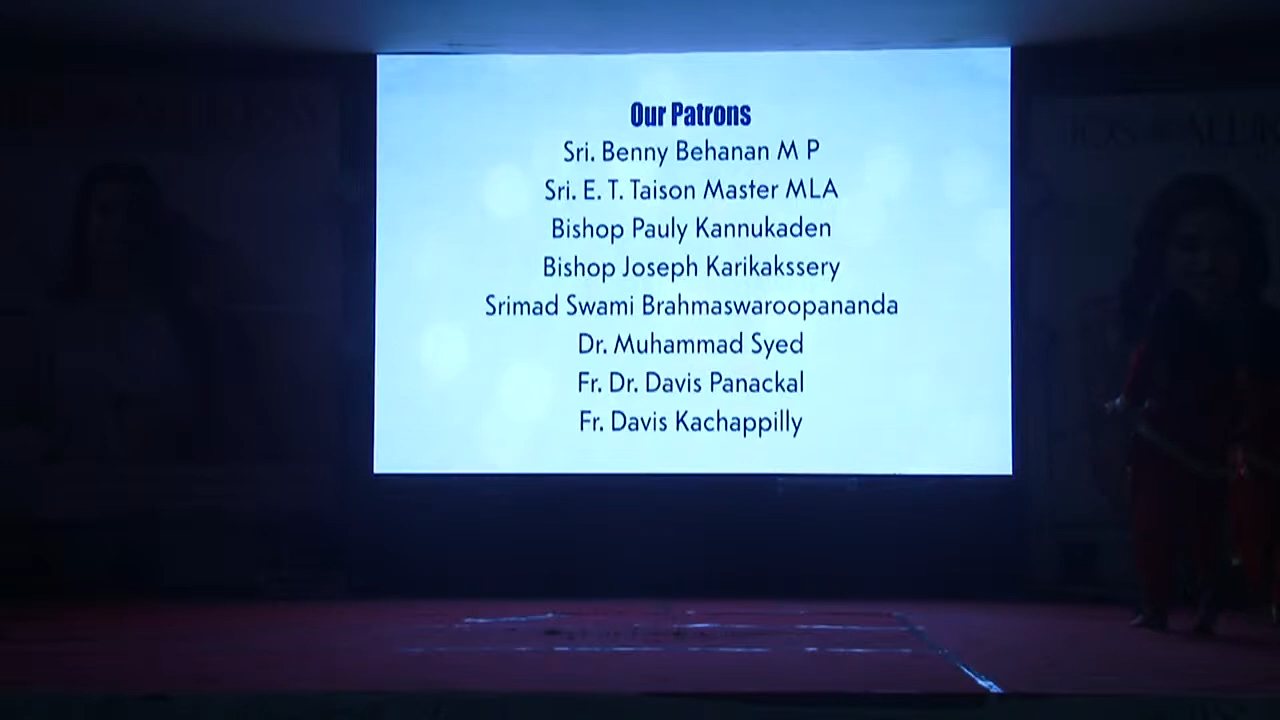 Our Patrons
Sri. Benny Behanan M P
Sri. E. T. Taison Master MLA
Bishop Pauly Kannukaden
Bishop Joseph Karikakssery
Srimad Swami Brahmaswaroopananda
Dr. Muhammad Syed
Fr. Dr. Davis Panackal
Fr. Davis Kachappilly